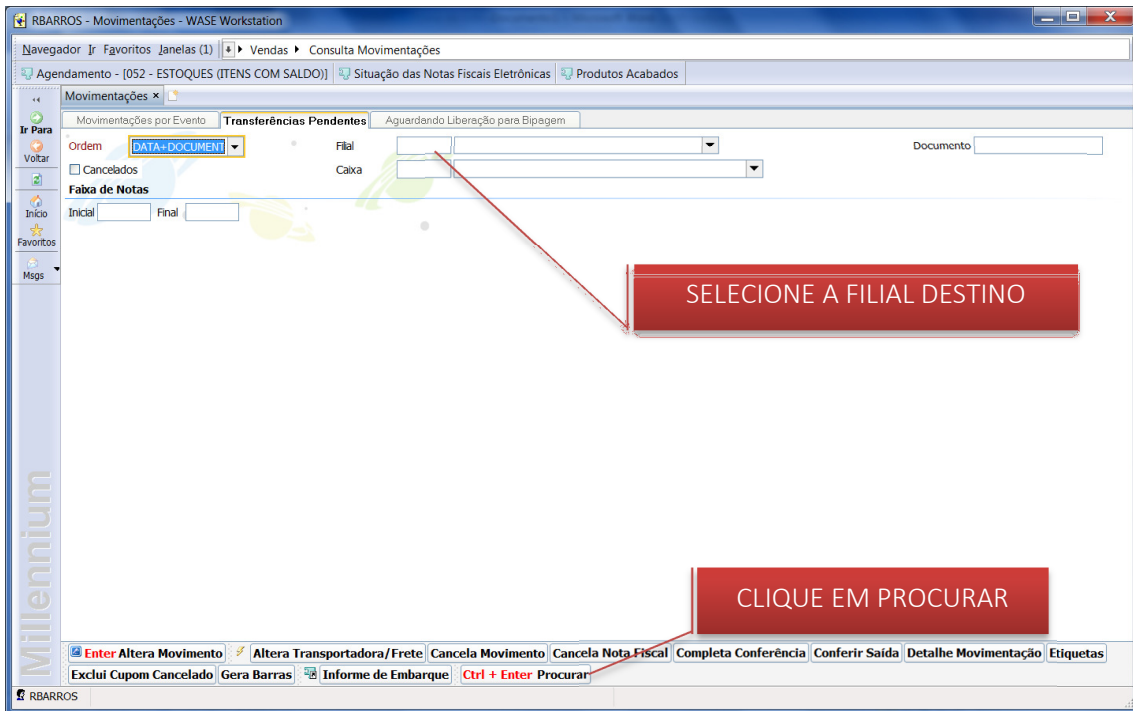 RBARROS - Movimentações - WASE Workstation
Navegador Ir Favoritos Janelas (1) Vendas Consulta Movimentações
Agendamento - [052 - ESTOQUES (ITENS COM SALDO)] Situação das Notas Fiscais Eletrônicas Produtos Acabados
Movimentações ×
Ir Para
Voltar
Início
Favoritos
Msgs
Millennium
Movimentações por Evento Transferências Pendentes Aguardando Liberação para Bipagem
Ordem DATA+DOCUMENT Filial Documento
Cancelados Caixa
Faixa de Notas
Inicial Final
SELECIONE A FILIAL DESTINO
CLIQUE EM PROCURAR
Enter Altera Movimento Altera Transportadora/Frete Cancela Movimento Cancela Nota Fiscal Completa Conferência Conferir Saída Detalhe Movimentação Etiquetas
Exclui Cupom Cancelado Gera Barras Informe de Embarque Ctrl + Enter Procurar
RBARROS